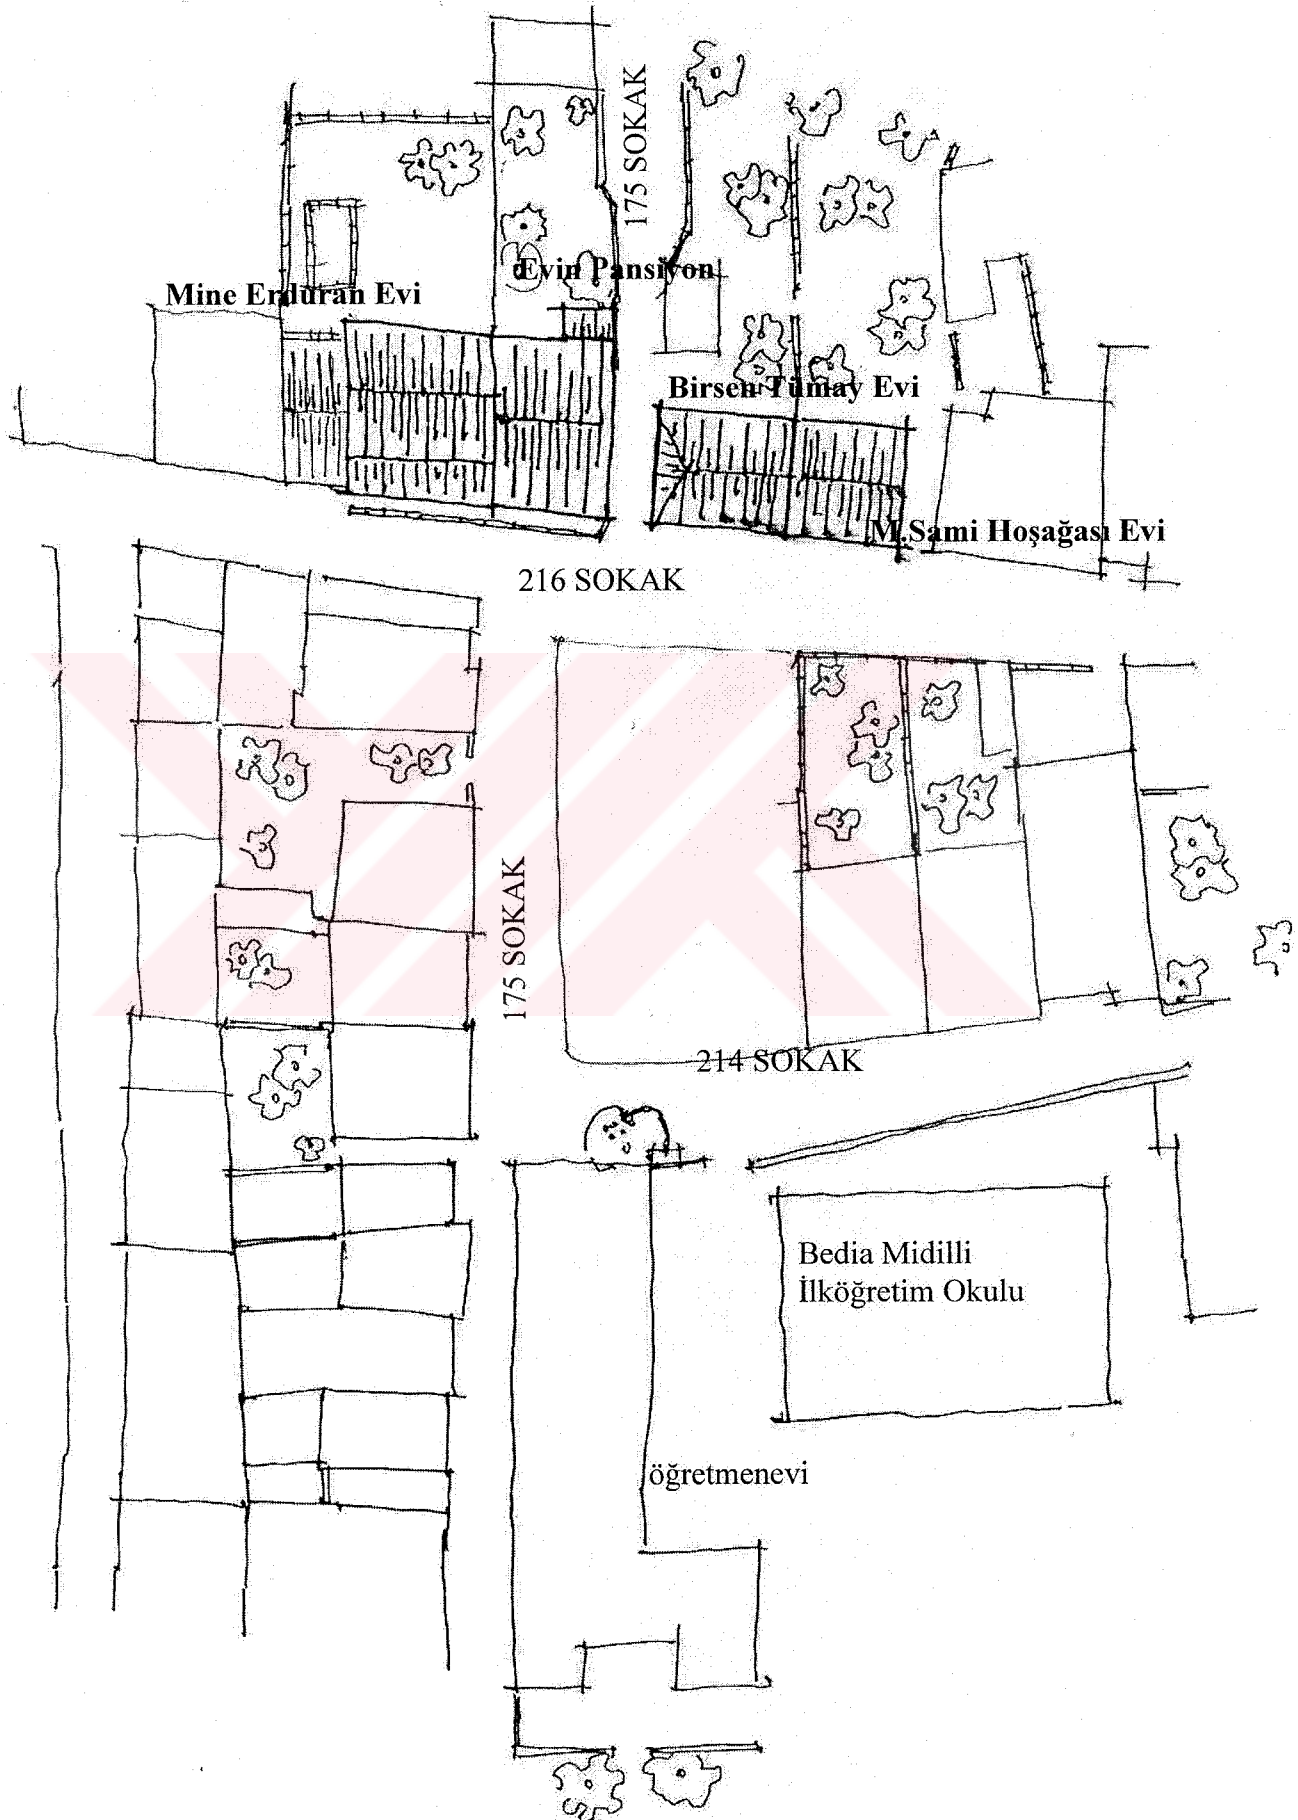 175 SOKAK
Evin Pansiyon
Mine Erduran Evi
Birsen Tümay Evi
M.Sami Hoşağası Evi
216 SOKAK
175 SOKAK
214 SOKAK
Bedia Midilli
İlköğretim Okulu
öğretmenevi